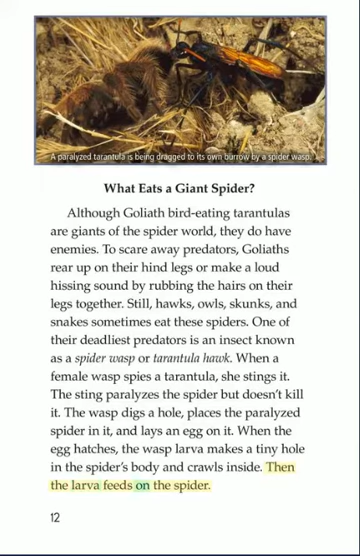 A paralyzed tarantula is being dragged to its own burrow by a spider wasp.
What Eats a Giant Spider?
Although Goliath bird-eating tarantulas
are giants of the spider world, they do have
enemies. To scare away predators, Goliaths
rear up on their hind legs or make a loud
hissing sound by rubbing the hairs on their
legs together. Still, hawks, owls, skunks, and
snakes sometimes eat these spiders. One of
their deadliest predators is an insect known
as a spider wasp or tarantula hawk. When a
female wasp spies a tarantula, she stings it.
The sting paralyzes the spider but doesn't kill
it. The wasp digs a hole, places the paralyzed
spider in it, and lays an egg on it. When the
egg hatches, the wasp larva makes a tiny hole
in the spider's body and crawls inside. Then
the larva feeds on the spider.
12